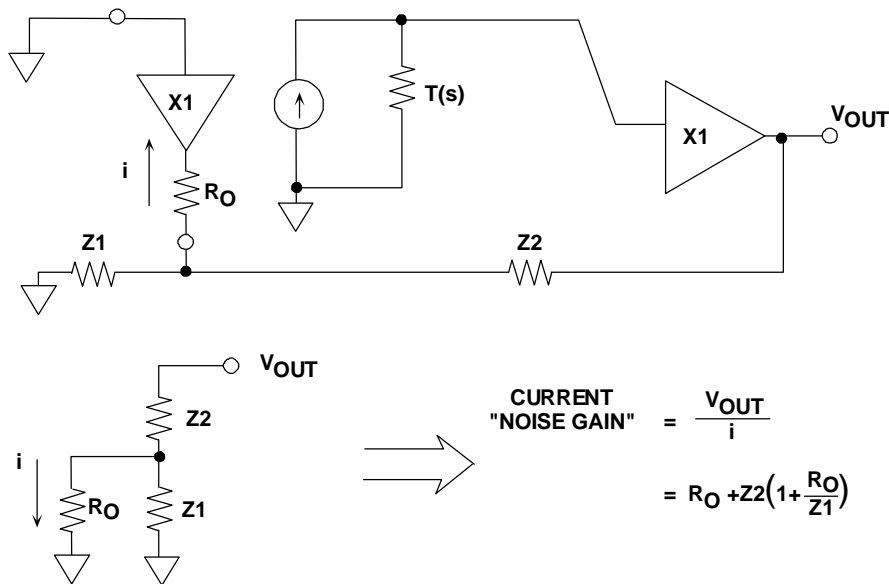 X1
T(s)
X1
VOUT
i
RO
Z1
Z2
VOUT
Z2
i
RO
Z1
CURRENT
"NOISE GAIN" = VOUT / i
= RO +Z2(1+ RO / Z1)